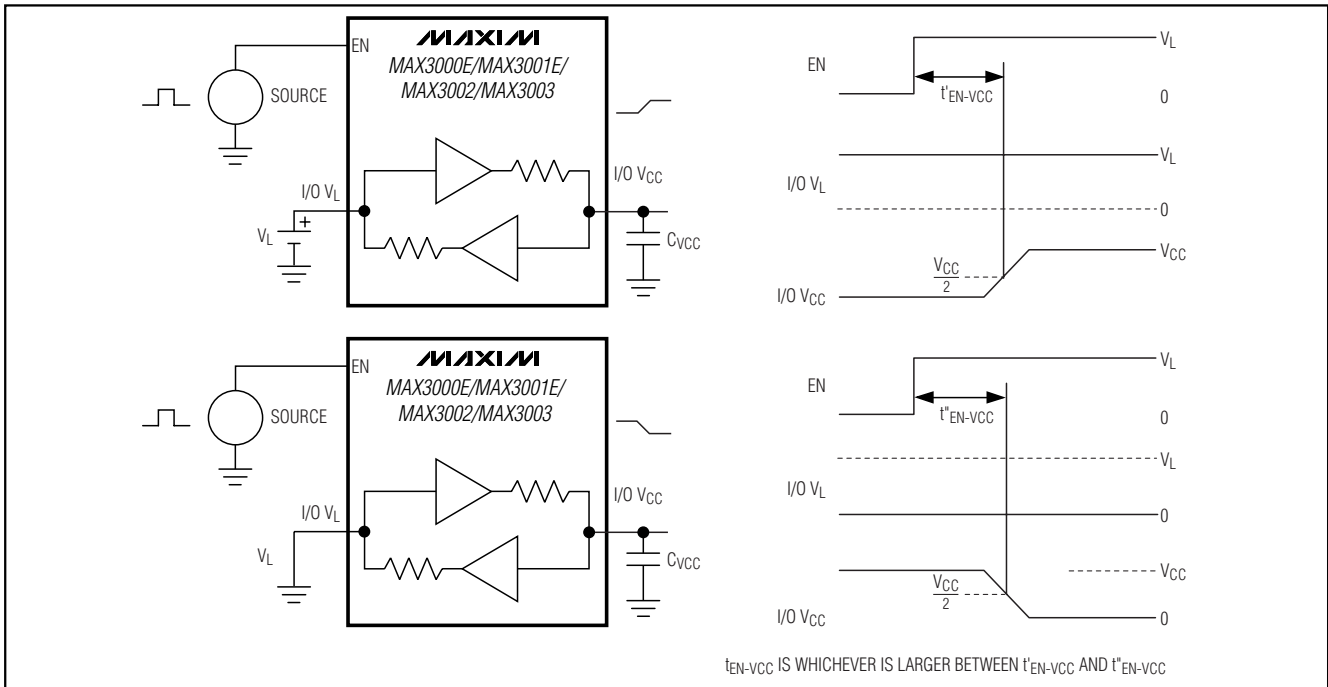 MAXIM
EN
MAX3000E/MAX3001E/
MAX3002/MAX3003
SOURCE
I/O VL
I/O VCC
VL
+
CVCC
EN
VL
t'EN-VCC
0
VL
I/O VL
0
VCC
VCC
2
I/O VCC
MAXIM
EN
MAX3000E/MAX3001E/
MAX3002/MAX3003
SOURCE
I/O VL
I/O VCC
VL
CVCC
EN
VL
t"EN-VCC
0
VL
I/O VL
0
VCC
VCC
2
I/O VCC
0
tEN-VCC IS WHICHEVER IS LARGER BETWEEN t'EN-VCC AND t"EN-VCC